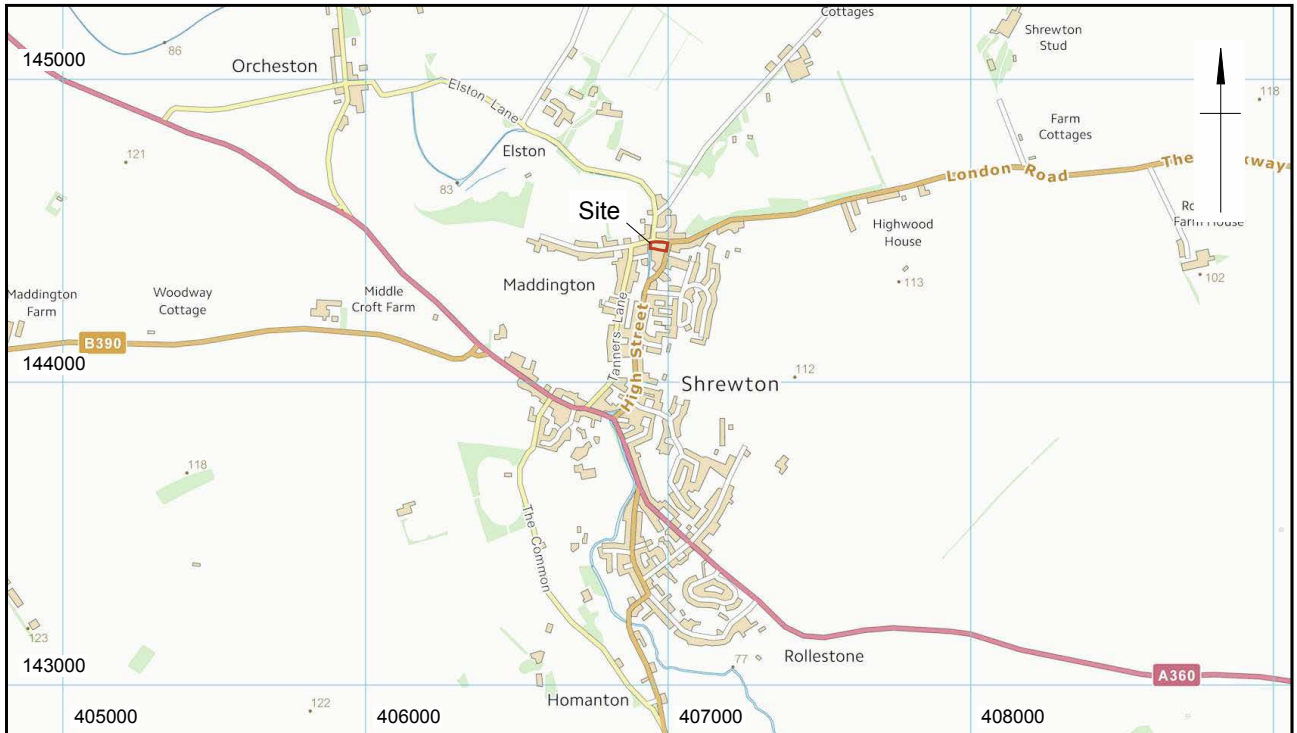 Cottages
Shrewton
Stud
145000
86
Orcheston
118
Elston Lane
Farm
Cottages
121
Elston
83
London Road
The
kway
Site
Highwood
House
Farm House
102
Maddington
113
Maddington
Farm
Woodway
Cottage
Middle
Croft Farm
Tanners Lane
High Street
B390
144000
Shrewton
112
118
The Common
123
143000
77
Rollestone
A360
Homanton
122
405000
406000
407000
408000